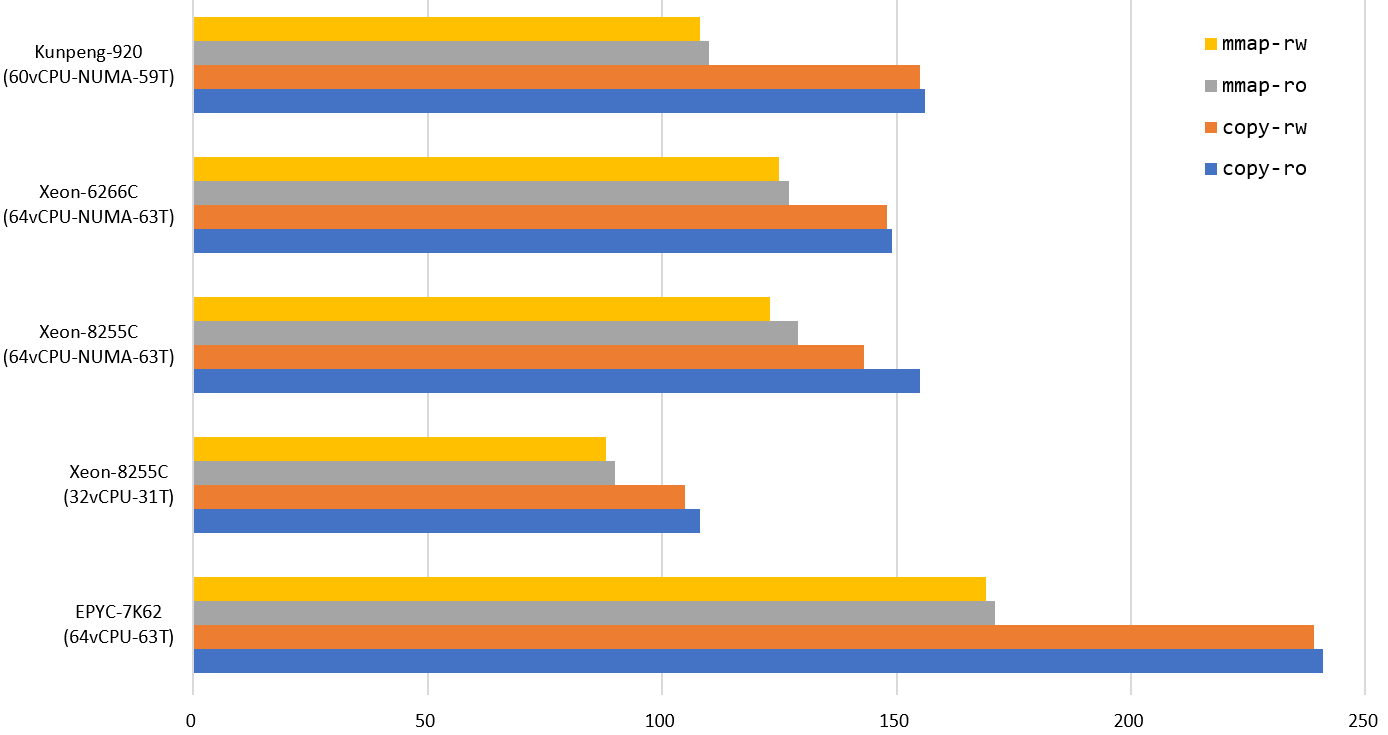 Kunpeng-920
(60vCPU-NUMA-59T)
Xeon-6266C
(64vCPU-NUMA-63T)
Xeon-8255C
(64vCPU-NUMA-63T)
Xeon-8255C
(32vCPU-31T)
EPYC-7K62
(64vCPU-63T)
mmap-rw
mmap-ro
copy-rw
copy-ro
0 50 100 150 200 250